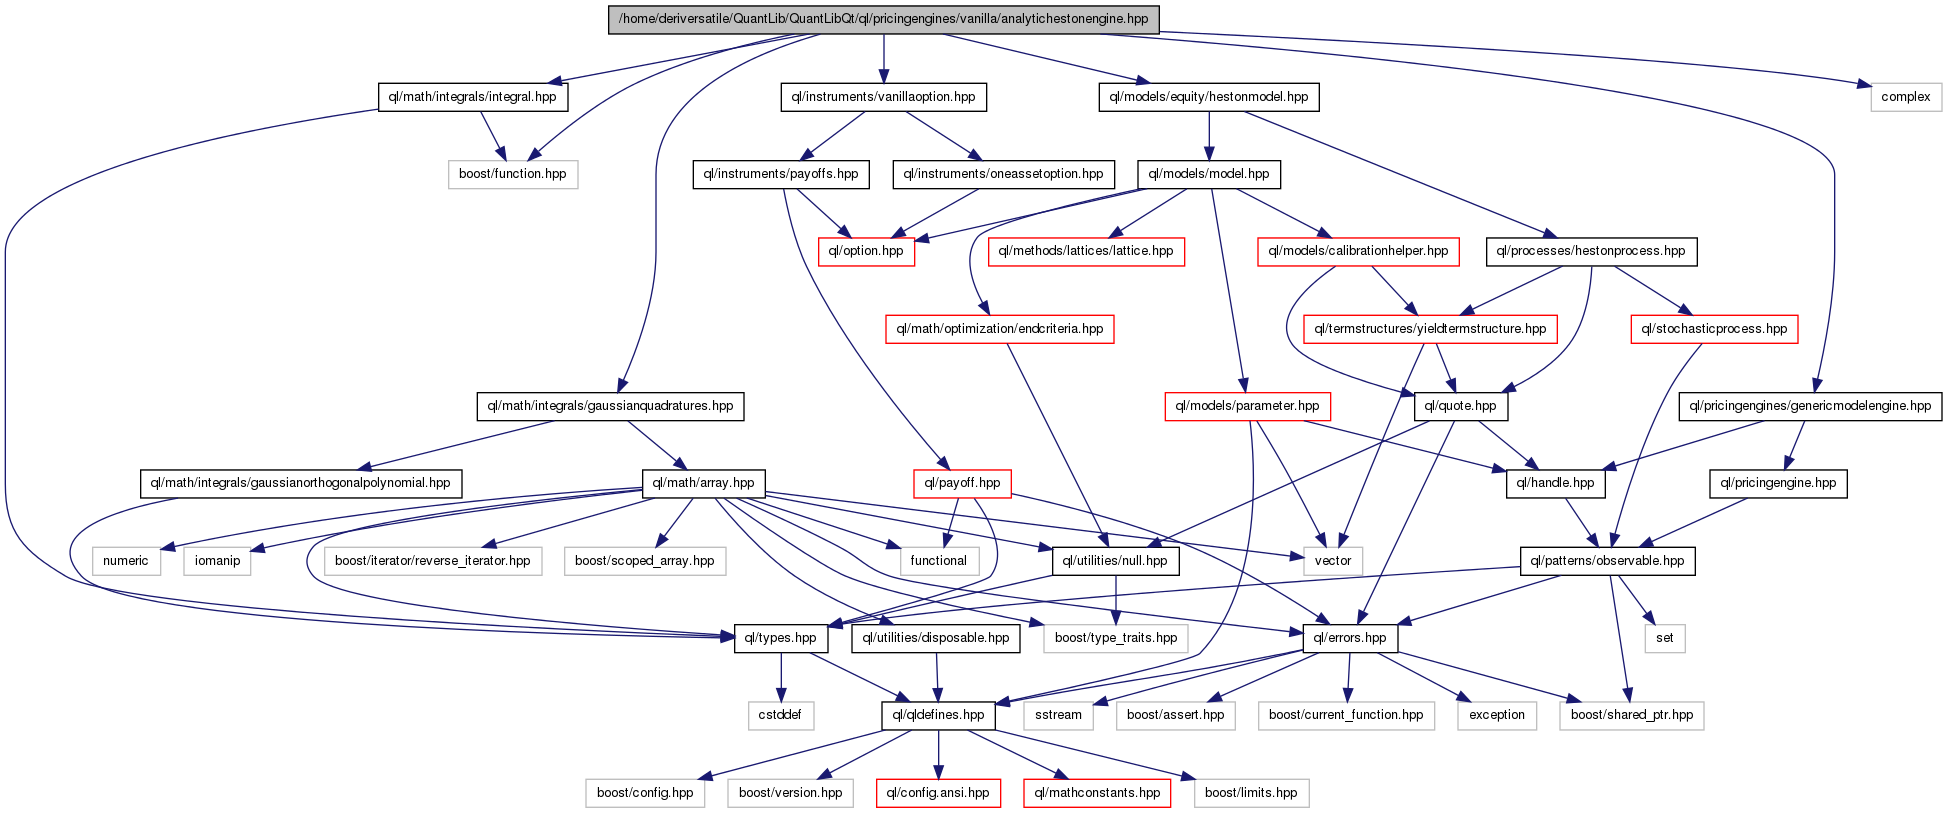 /home/deriversatile/QuantLib/QuantLibQt/ql/pricingengines/vanilla/analytichestonengine.hpp
ql/math/integrals/integral.hpp
ql/instruments/vanillaoption.hpp
ql/models/equity/hestonmodel.hpp
complex
boost/function.hpp
ql/instruments/payoffs.hpp
ql/instruments/oneassetoption.hpp
ql/models/model.hpp
ql/option.hpp
ql/methods/lattices/lattice.hpp
ql/models/calibrationhelper.hpp
ql/processes/hestonprocess.hpp
ql/math/optimization/endcriteria.hpp
ql/termstructures/yieldtermstructure.hpp
ql/stochasticprocess.hpp
ql/math/integrals/gaussianquadratures.hpp
ql/models/parameter.hpp
ql/quote.hpp
ql/pricingengines/genericmodelengine.hpp
ql/math/integrals/gaussianorthogonalpolynomial.hpp
ql/math/array.hpp
ql/payoff.hpp
ql/handle.hpp
ql/pricingengine.hpp
numeric
iomanip
boost/iterator/reverse_iterator.hpp
boost/scoped_array.hpp
functional
ql/utilities/null.hpp
vector
ql/patterns/observable.hpp
ql/types.hpp
ql/utilities/disposable.hpp
boost/type_traits.hpp
ql/errors.hpp
set
cstddef
ql/qldefines.hpp
sstream
boost/assert.hpp
boost/current_function.hpp
exception
boost/shared_ptr.hpp
boost/config.hpp
boost/version.hpp
ql/config.ansi.hpp
ql/mathconstants.hpp
boost/limits.hpp